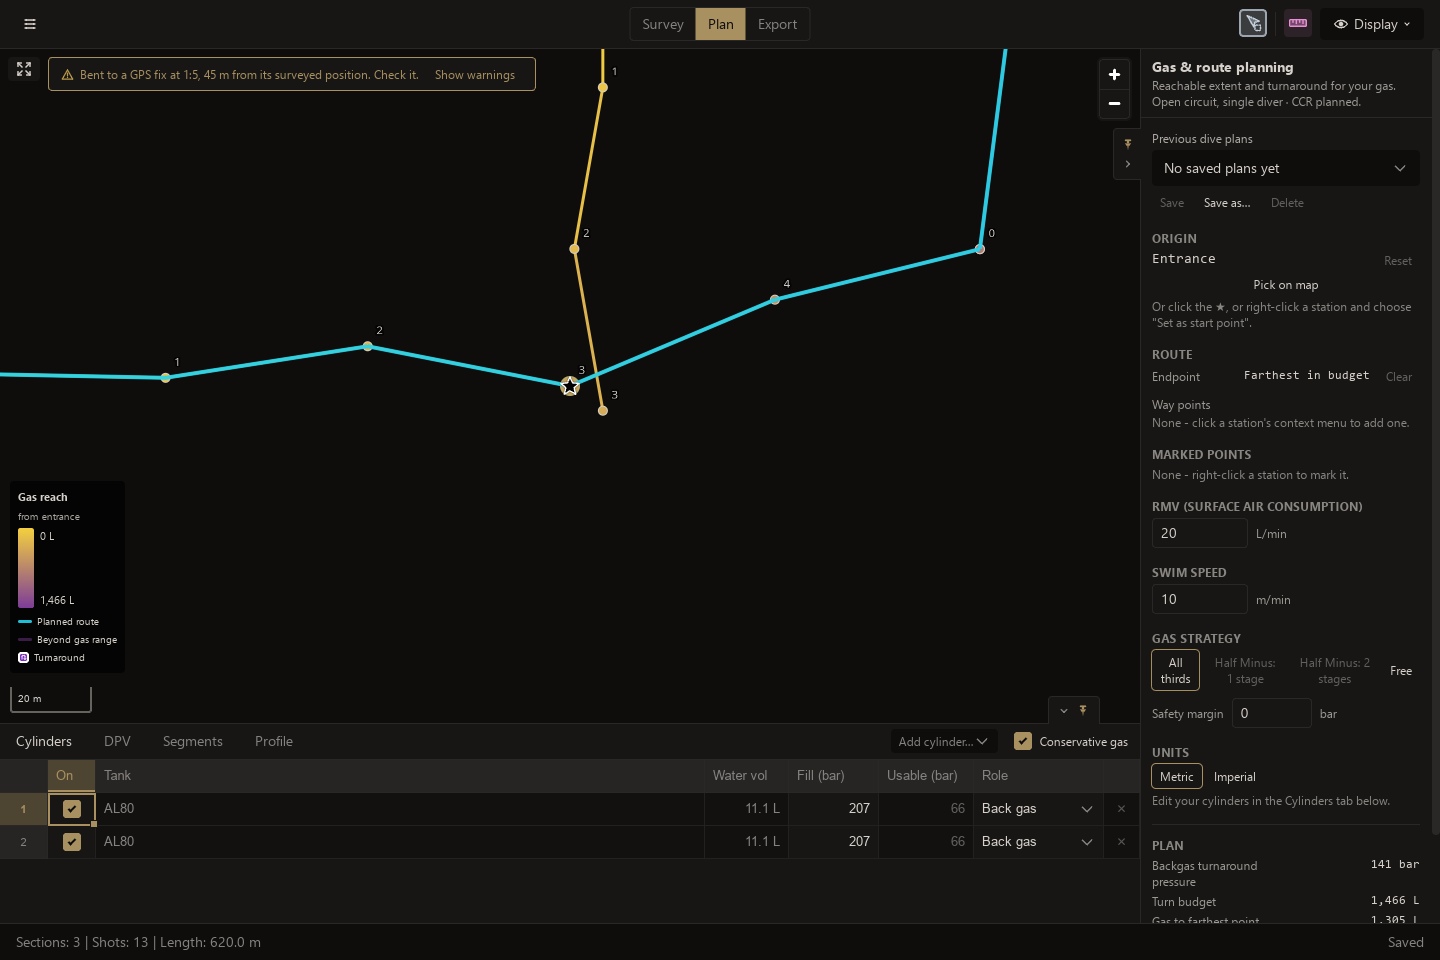 Survey
Plan
Export
Display
Bent to a GPS fix at 1:5, 45 m from its surveyed position. Check it.
Show warnings
1
2
3
1
2
3
4
0
Gas reach
from entrance
0 L
1,466 L
Planned route
Beyond gas range
Turnaround
20 m
Gas & route planning
Reachable extent and turnaround for your gas.
Open circuit, single diver · CCR planned.
Previous dive plans
No saved plans yet
Save
Save as...
Delete
ORIGIN
Entrance
Reset
Pick on map
Or click the ★, or right-click a station and choose
"Set as start point".
ROUTE
Endpoint
Farthest in budget
Clear
Way points
None - click a station's context menu to add one.
MARKED POINTS
None - right-click a station to mark it.
RMV (SURFACE AIR CONSUMPTION)
20
L/min
SWIM SPEED
10
m/min
GAS STRATEGY
All
thirds
Half Minus:
1 stage
Half Minus: 2
stages
Free
Safety margin
0
bar
UNITS
Metric
Imperial
Edit your cylinders in the Cylinders tab below.
PLAN
Backgas turnaround
pressure
141 bar
Turn budget
1,466 L
Gas to farthest point
1,305 L
Cylinders
DPV
Segments
Profile
Add cylinder...
Conservative gas
On
Tank
Water vol
Fill (bar)
Usable (bar)
Role
1
AL80
11.1 L
207
66
Back gas
×
2
AL80
11.1 L
207
66
Back gas
×
Sections: 3 | Shots: 13 | Length: 620.0 m
Saved